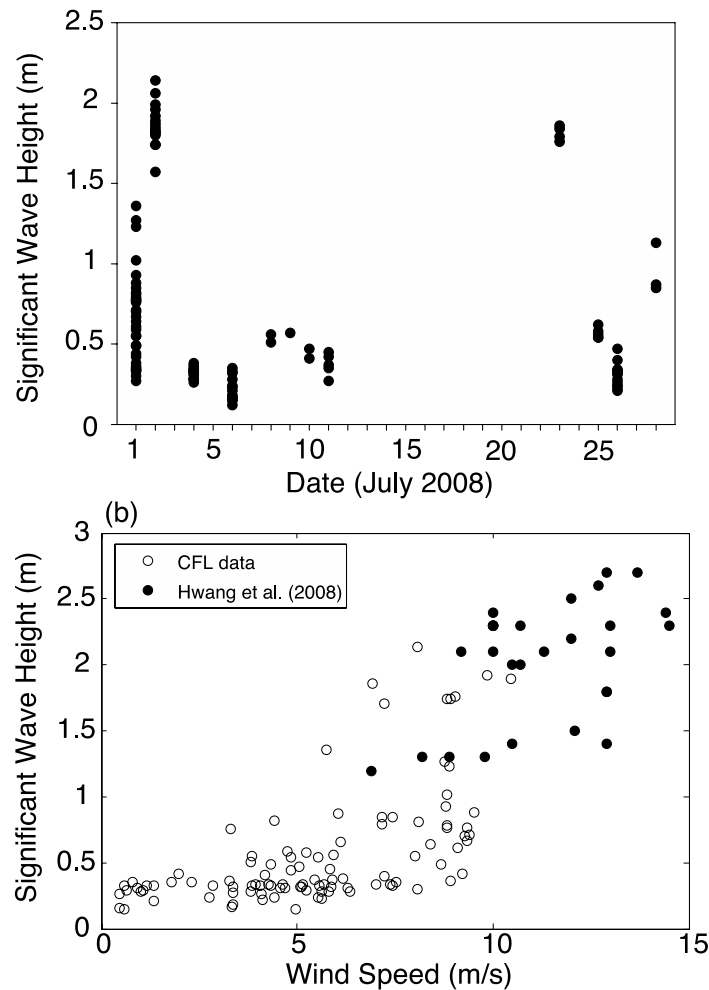 2.5
2
1.5
1
0.5
0
Significant Wave Height (m)
1 5 10 15 20 25
Date (July 2008)
(b)
3
2.5
2
1.5
1
0.5
0
Significant Wave Height (m)
CFL data
Hwang et al. (2008)
0 5 10 15
Wind Speed (m/s)